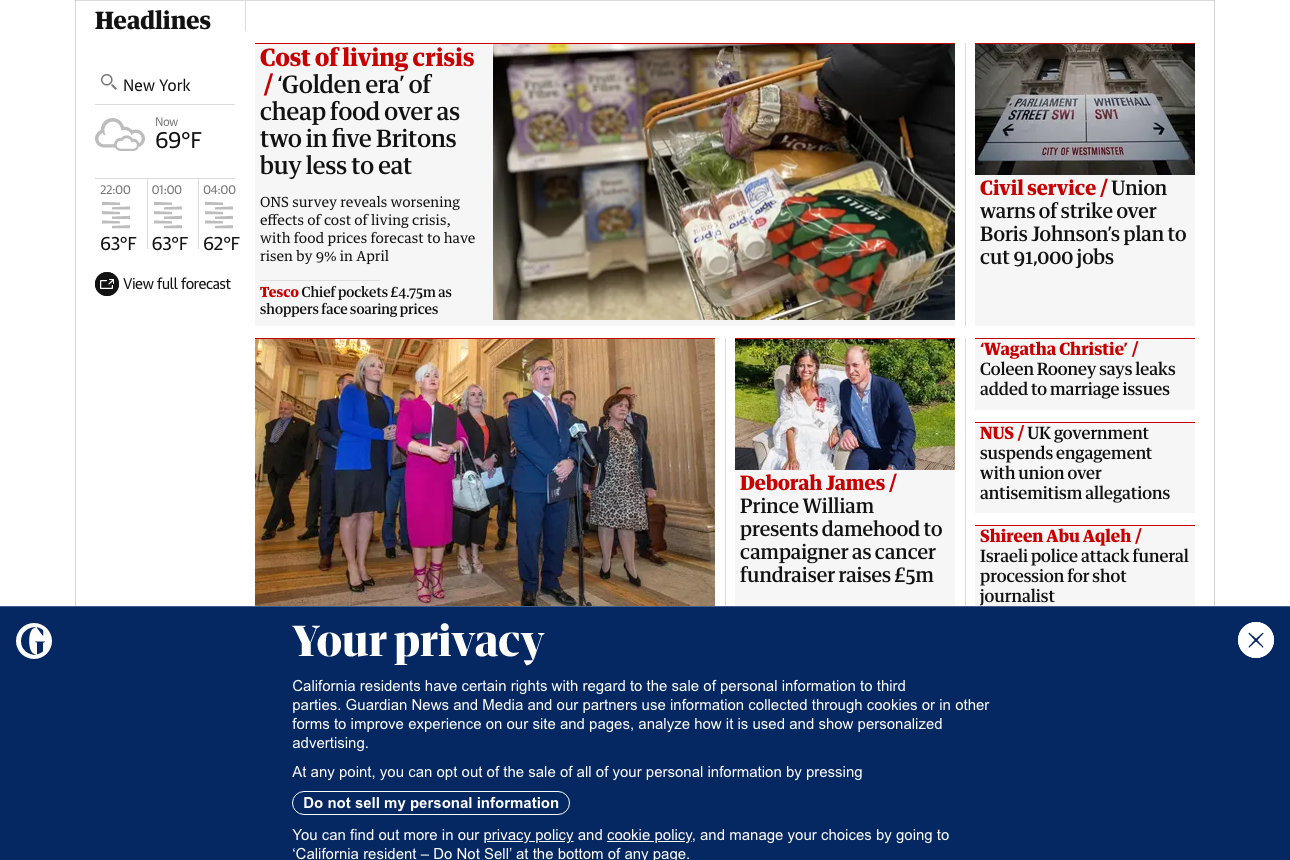 Headlines
New York
Now
69°F
22:00
01:00
04:00
63°F
63°F
62°F
View full forecast
Cost of living crisis
/ ‘Golden era’ of
cheap food over as
two in five Britons
buy less to eat
ONS survey reveals worsening
effects of cost of living crisis,
with food prices forecast to have
risen by 9% in April
Tesco Chief pockets £4.75m as
shoppers face soaring prices
PARLIAMENT
STREET SW1
WHITEHALL
SW1
CITY OF WESTMINSTER
Civil service / Union
warns of strike over
Boris Johnson’s plan to
cut 91,000 jobs
Deborah James /
Prince William
presents damehood to
campaigner as cancer
fundraiser raises £5m
‘Wagatha Christie’ /
Coleen Rooney says leaks
added to marriage issues
NUS / UK government
suspends engagement
with union over
antisemitism allegations
Shireen Abu Aqleh /
Israeli police attack funeral
procession for shot
journalist
Your privacy
California residents have certain rights with regard to the sale of personal information to third
parties. Guardian News and Media and our partners use information collected through cookies or in other
forms to improve experience on our site and pages, analyze how it is used and show personalized
advertising.
At any point, you can opt out of the sale of all of your personal information by pressing
Do not sell my personal information
You can find out more in our privacy policy and cookie policy, and manage your choices by going to
‘California resident – Do Not Sell’ at the bottom of any page.